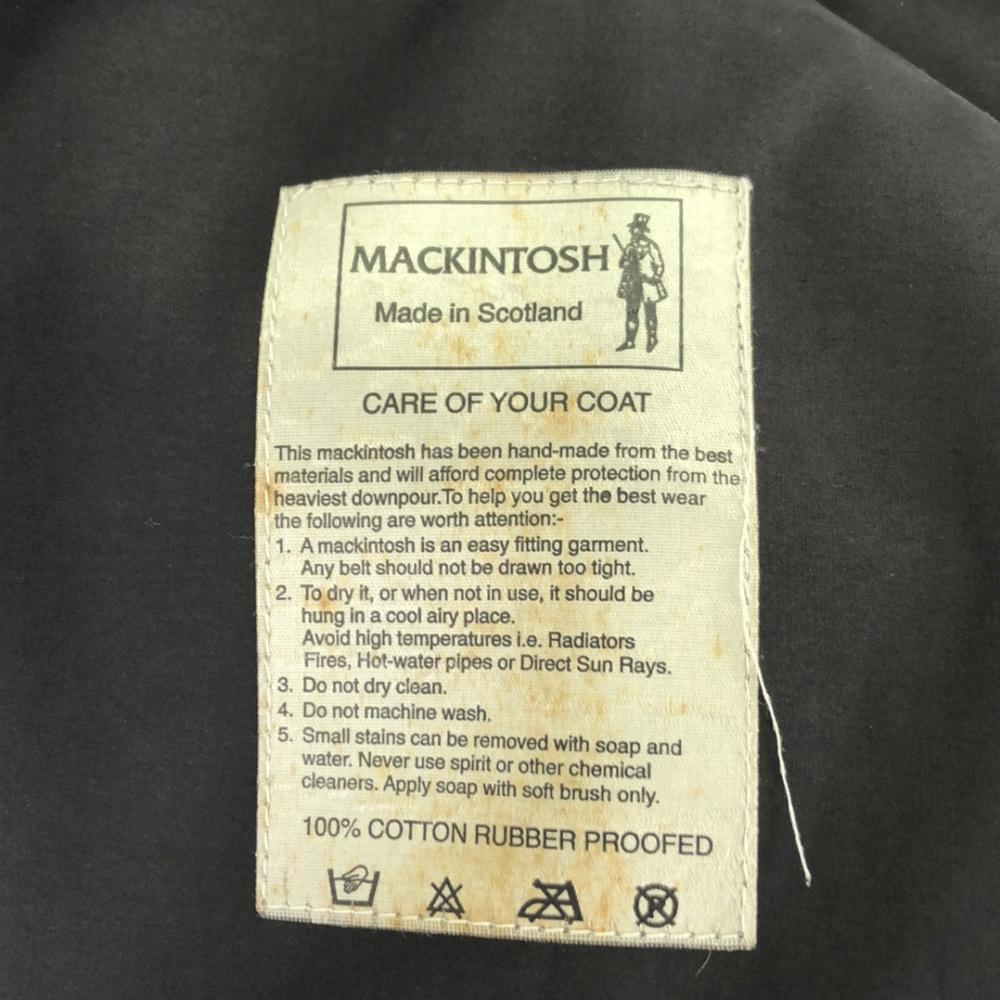 MACKINTOSH
Made in Scotland
CARE OF YOUR COAT
This mackintosh has been hand-made from the best
materials and will afford complete protection from the
heaviest downpour.To help you get the best wear
the following are worth attention:-
1. A mackintosh is an easy fitting garment.
Any belt should not be drawn too tight.
2. To dry it, or when not in use, it should be
hung in a cool airy place.
Avoid high temperatures i.e. Radiators
Fires, Hot-water pipes or Direct Sun Rays.
3. Do not dry clean.
4. Do not machine wash.
5. Small stains can be removed with soap and
water. Never use spirit or other chemical
cleaners. Apply soap with soft brush only.
100% COTTON RUBBER PROOFED
P